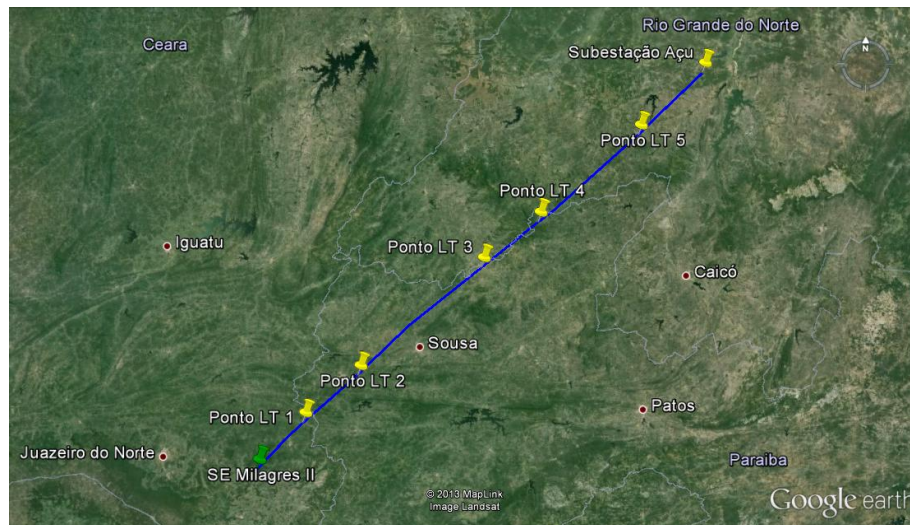 Rio Grande do Norte
Ceara
Subestação Açu
N
Ponto LT 5
Ponto LT 4
Iguatu
Ponto LT 3
Caicó
Sousa
Ponto LT 2
Patos
Ponto LT 1
Juazeiro do Norte
Paraíba
SE Milagres II
© 2013 MapLink
Image Landsat
Google earth